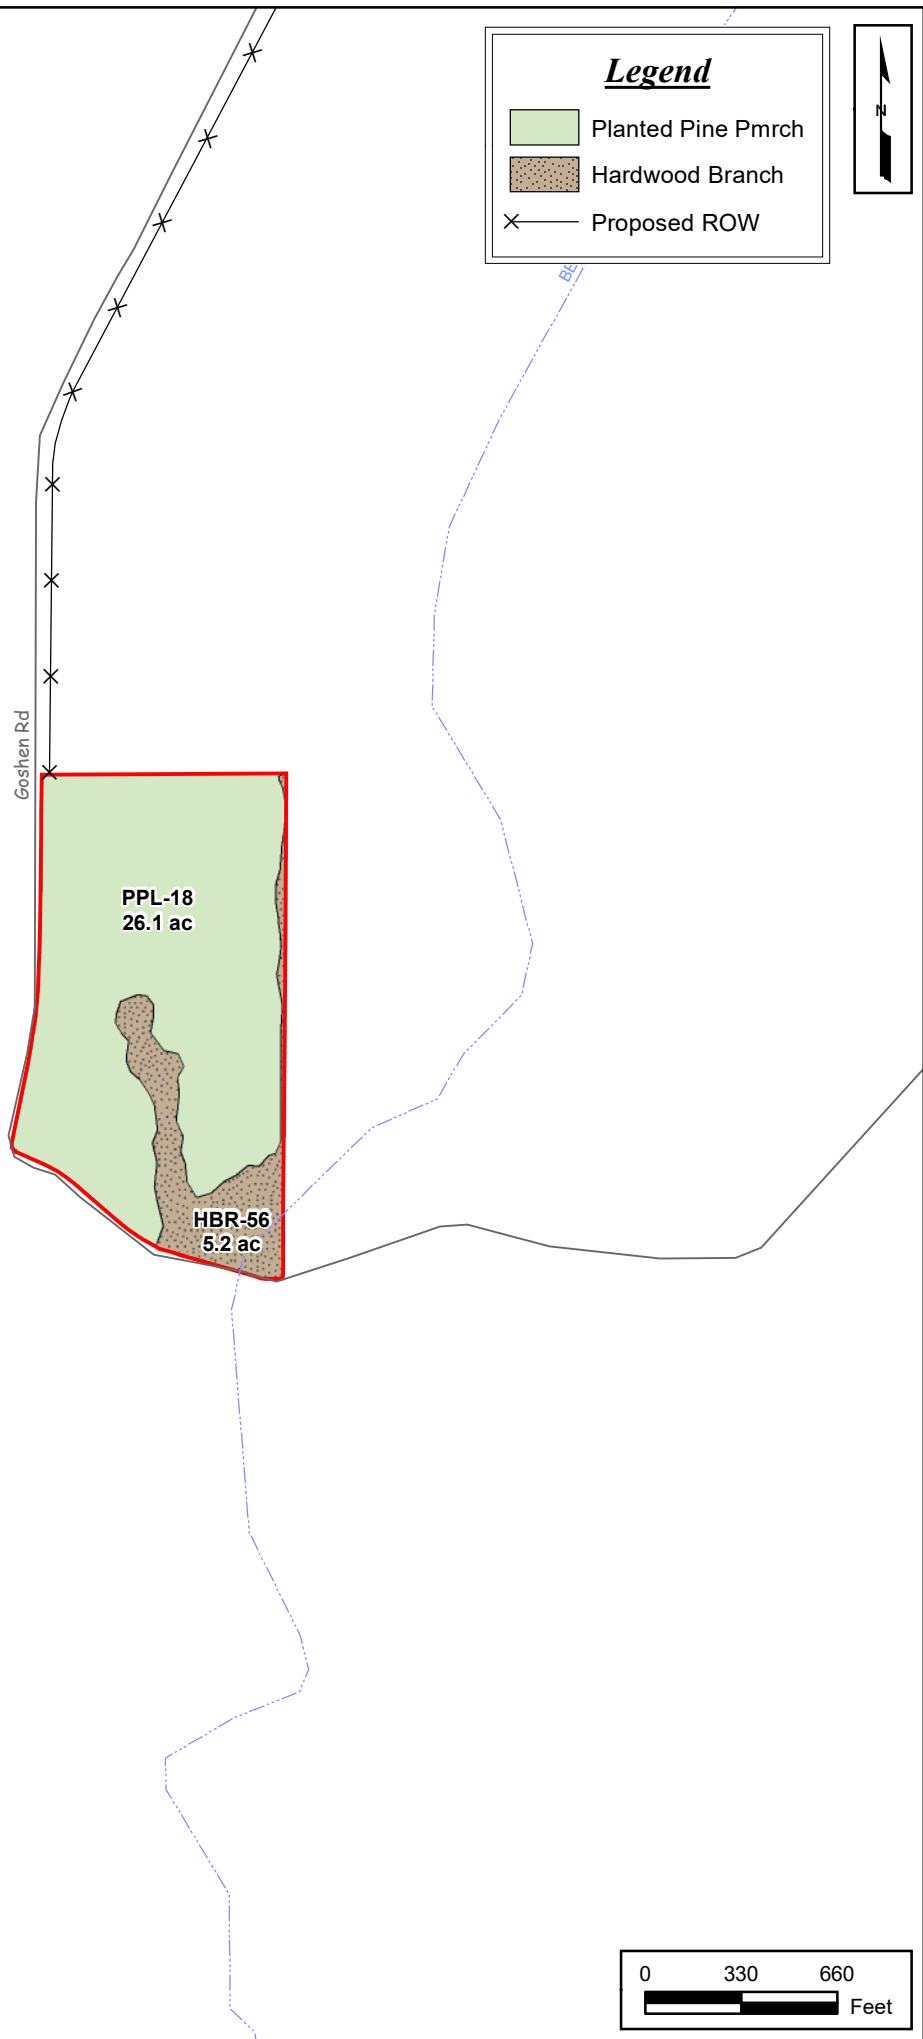 Legend
Planted Pine Pmrch
Hardwood Branch
Proposed ROW
N
BE
Goshen Rd
PPL-18
26.1 ac
HBR-56
5.2 ac
0 330 660
Feet